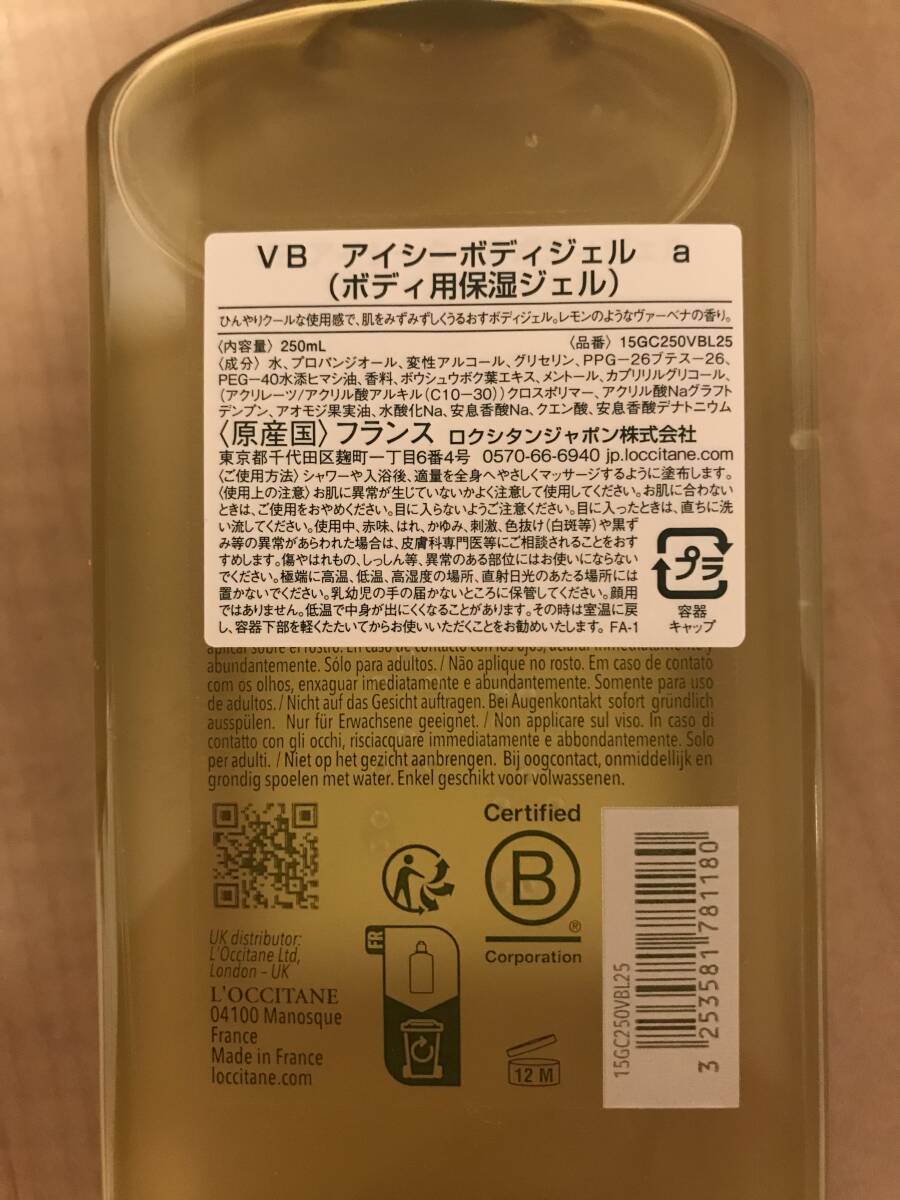 VB アイシーボディジェル a
(ボディ用保湿ジェル)
ひんやりクールな使用感で、肌をみずみずしくうるおすボディジェル。レモンのようなヴァーベナの香り。
〈内容量〉 250mL 〈品番〉 15GC250VBL25
〈成分〉 水、プロパンジオール、変性アルコール、グリセリン、PPG-26ブテス-26、
PEG-40水添ヒマシ油、香料、ボウシュウボク葉エキス、メントール、カプリリルグリコール、
(アクリレーツ/アクリル酸アルキル(C10-30))クロスポリマー、アクリル酸Naグラフト
デンプン、アオモジ果実油、水酸化Na、安息香酸Na、クエン酸、安息香酸デナトニウム
〈原産国〉フランス ロクシタンジャポン株式会社
東京都千代田区麹町一丁目6番4号 0570-66-6940 jp.loccitane.com
〈ご使用方法〉 シャワーや入浴後、適量を全身へやさしくマッサージするように塗布します。
〈使用上の注意〉 お肌に異常が生じていないかよく注意して使用してください。お肌に合わない
ときは、ご使用をおやめください。目に入らないようご注意ください。目に入ったときは、直ちに洗
い流してください。使用中、赤味、はれ、かゆみ、刺激、色抜け(白斑等)や黒ず
み等の異常があらわれた場合は、皮膚科専門医等にご相談されることをおす
すめします。傷やはれもの、しっしん等、異常のある部位にはお使いにならない
でください。極端に高温、低温、高湿度の場所、直射日光のあたる場所には
置かないでください。乳幼児の手の届かないところに保管してください。顔用
ではありません。低温で中身が出にくくなることがあります。その時は室温に戻
し、容器下部を軽くたたいてからお使いいただくことをお勧めいたします。 FA-1
プラ
容器
キャップ
aplicar sobre el rostro. En caso de contacto con los ojos, aclarar inmediatamente y
abundantemente. Sólo para adultos. / Não aplique no rosto. Em caso de contato
com os olhos, enxaguar imediatamente e abundantemente. Somente para uso
de adultos. / Nicht auf das Gesicht auftragen. Bei Augenkontakt sofort gründlich
ausspülen. Nur für Erwachsene geeignet. / Non applicare sul viso. In caso di
contatto con gli occhi, risciacquare immediatamente e abbondantemente. Solo
per adulti. / Niet op het gezicht aanbrengen. Bij oogcontact, onmiddellijk en
grondig spoelen met water. Enkel geschikt voor volwassenen.
Certified
B
®
Corporation
FR
12 M
UK distributor:
L'Occitane Ltd,
London - UK
L'OCCITANE
04100 Manosque
France
Made in France
loccitane.com
15GC250VBL25
3 253581 781180